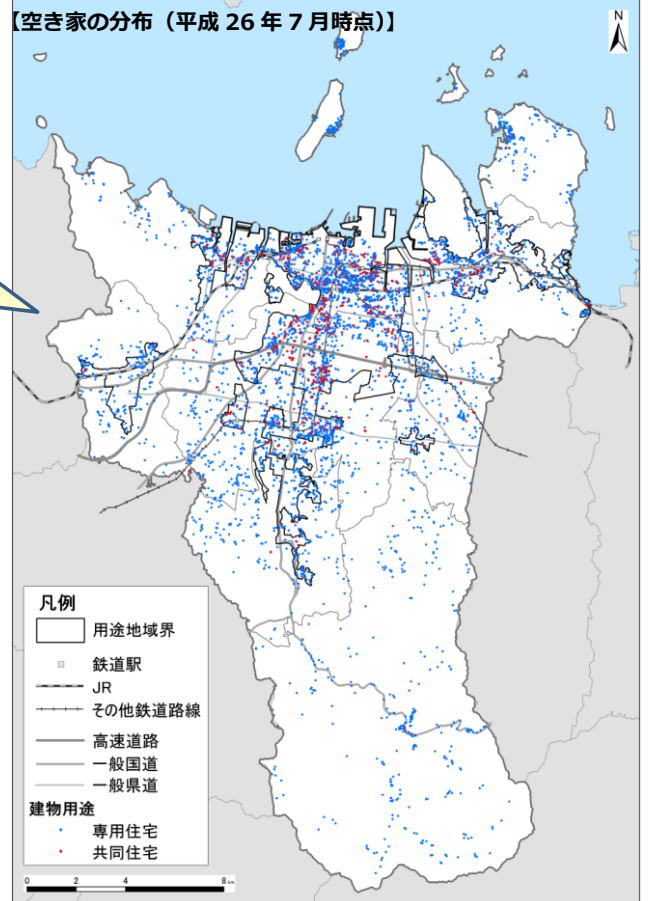 【空き家の分布（平成 26 年 7 月時点）】
N
凡例
用途地域界
鉄道駅
JR
その他鉄道路線
高速道路
一般国道
一般県道
建物用途
専用住宅
共同住宅
0 2 4 8 km